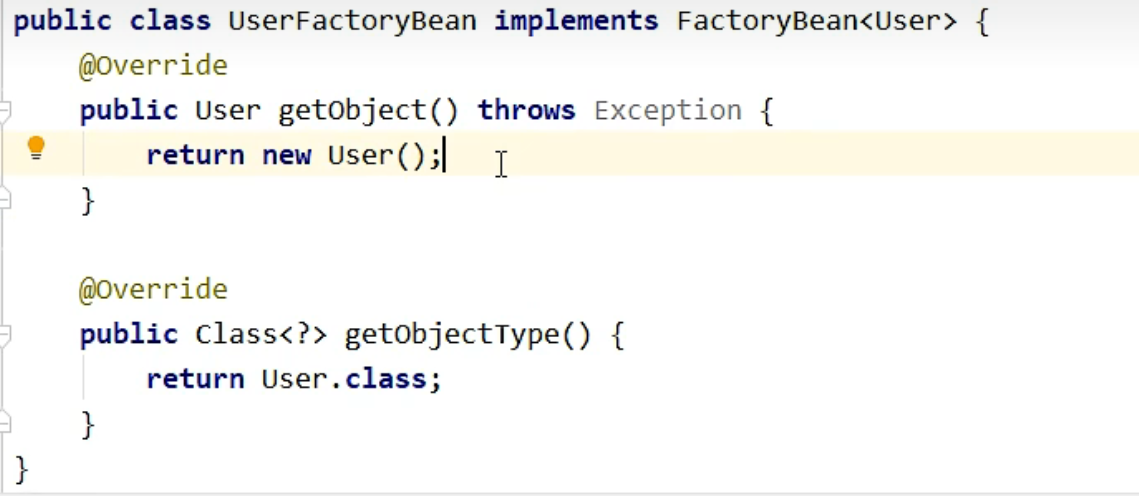 public class UserFactoryBean implements FactoryBean<User> {
@Override
public User getObject() throws Exception {
return new User();
}
@Override
public Class<?> getObjectType() {
return User.class;
}
}